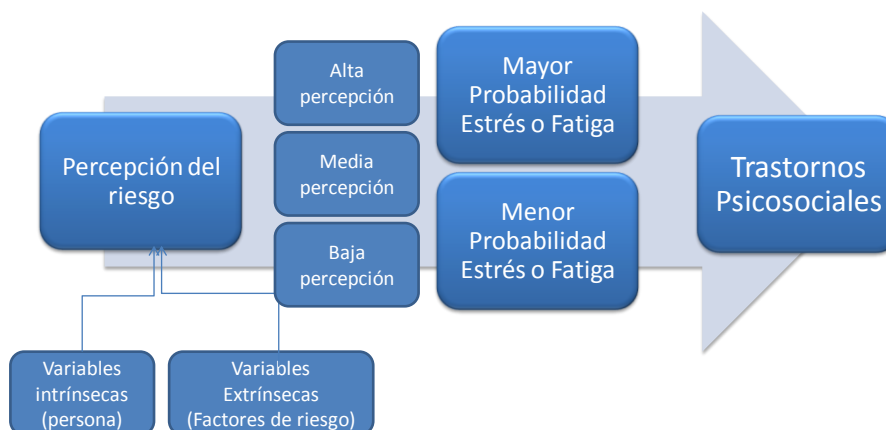 Percepción del
riesgo
Alta
percepción
Media
percepción
Baja
percepción
Mayor
Probabilidad
Estrés o Fatiga
Menor
Probabilidad
Estrés o Fatiga
Trastornos
Psicosociales
Variables
intrínsecas
(persona)
Variables
Extrínsecas
(Factores de riesgo)